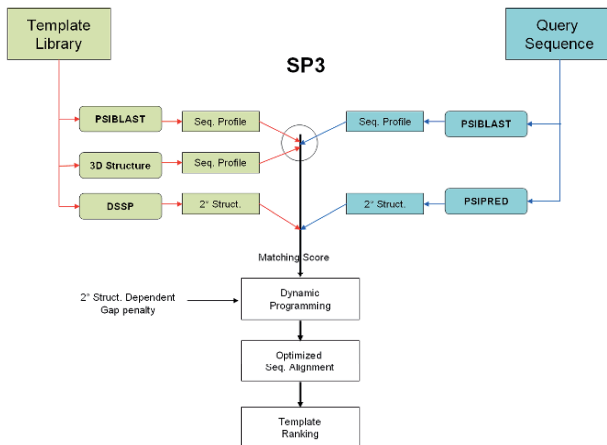 Template
Library
Query
Sequence
SP3
PSIBLAST
Seq. Profile
Seq. Profile
PSIBLAST
3D Structure
Seq. Profile
DSSP
2° Struct.
2° Struct.
PSIPRED
Matching Score
2° Struct. Dependent
Gap penalty
Dynamic
Programming
Optimized
Seq. Alignment
Template
Ranking